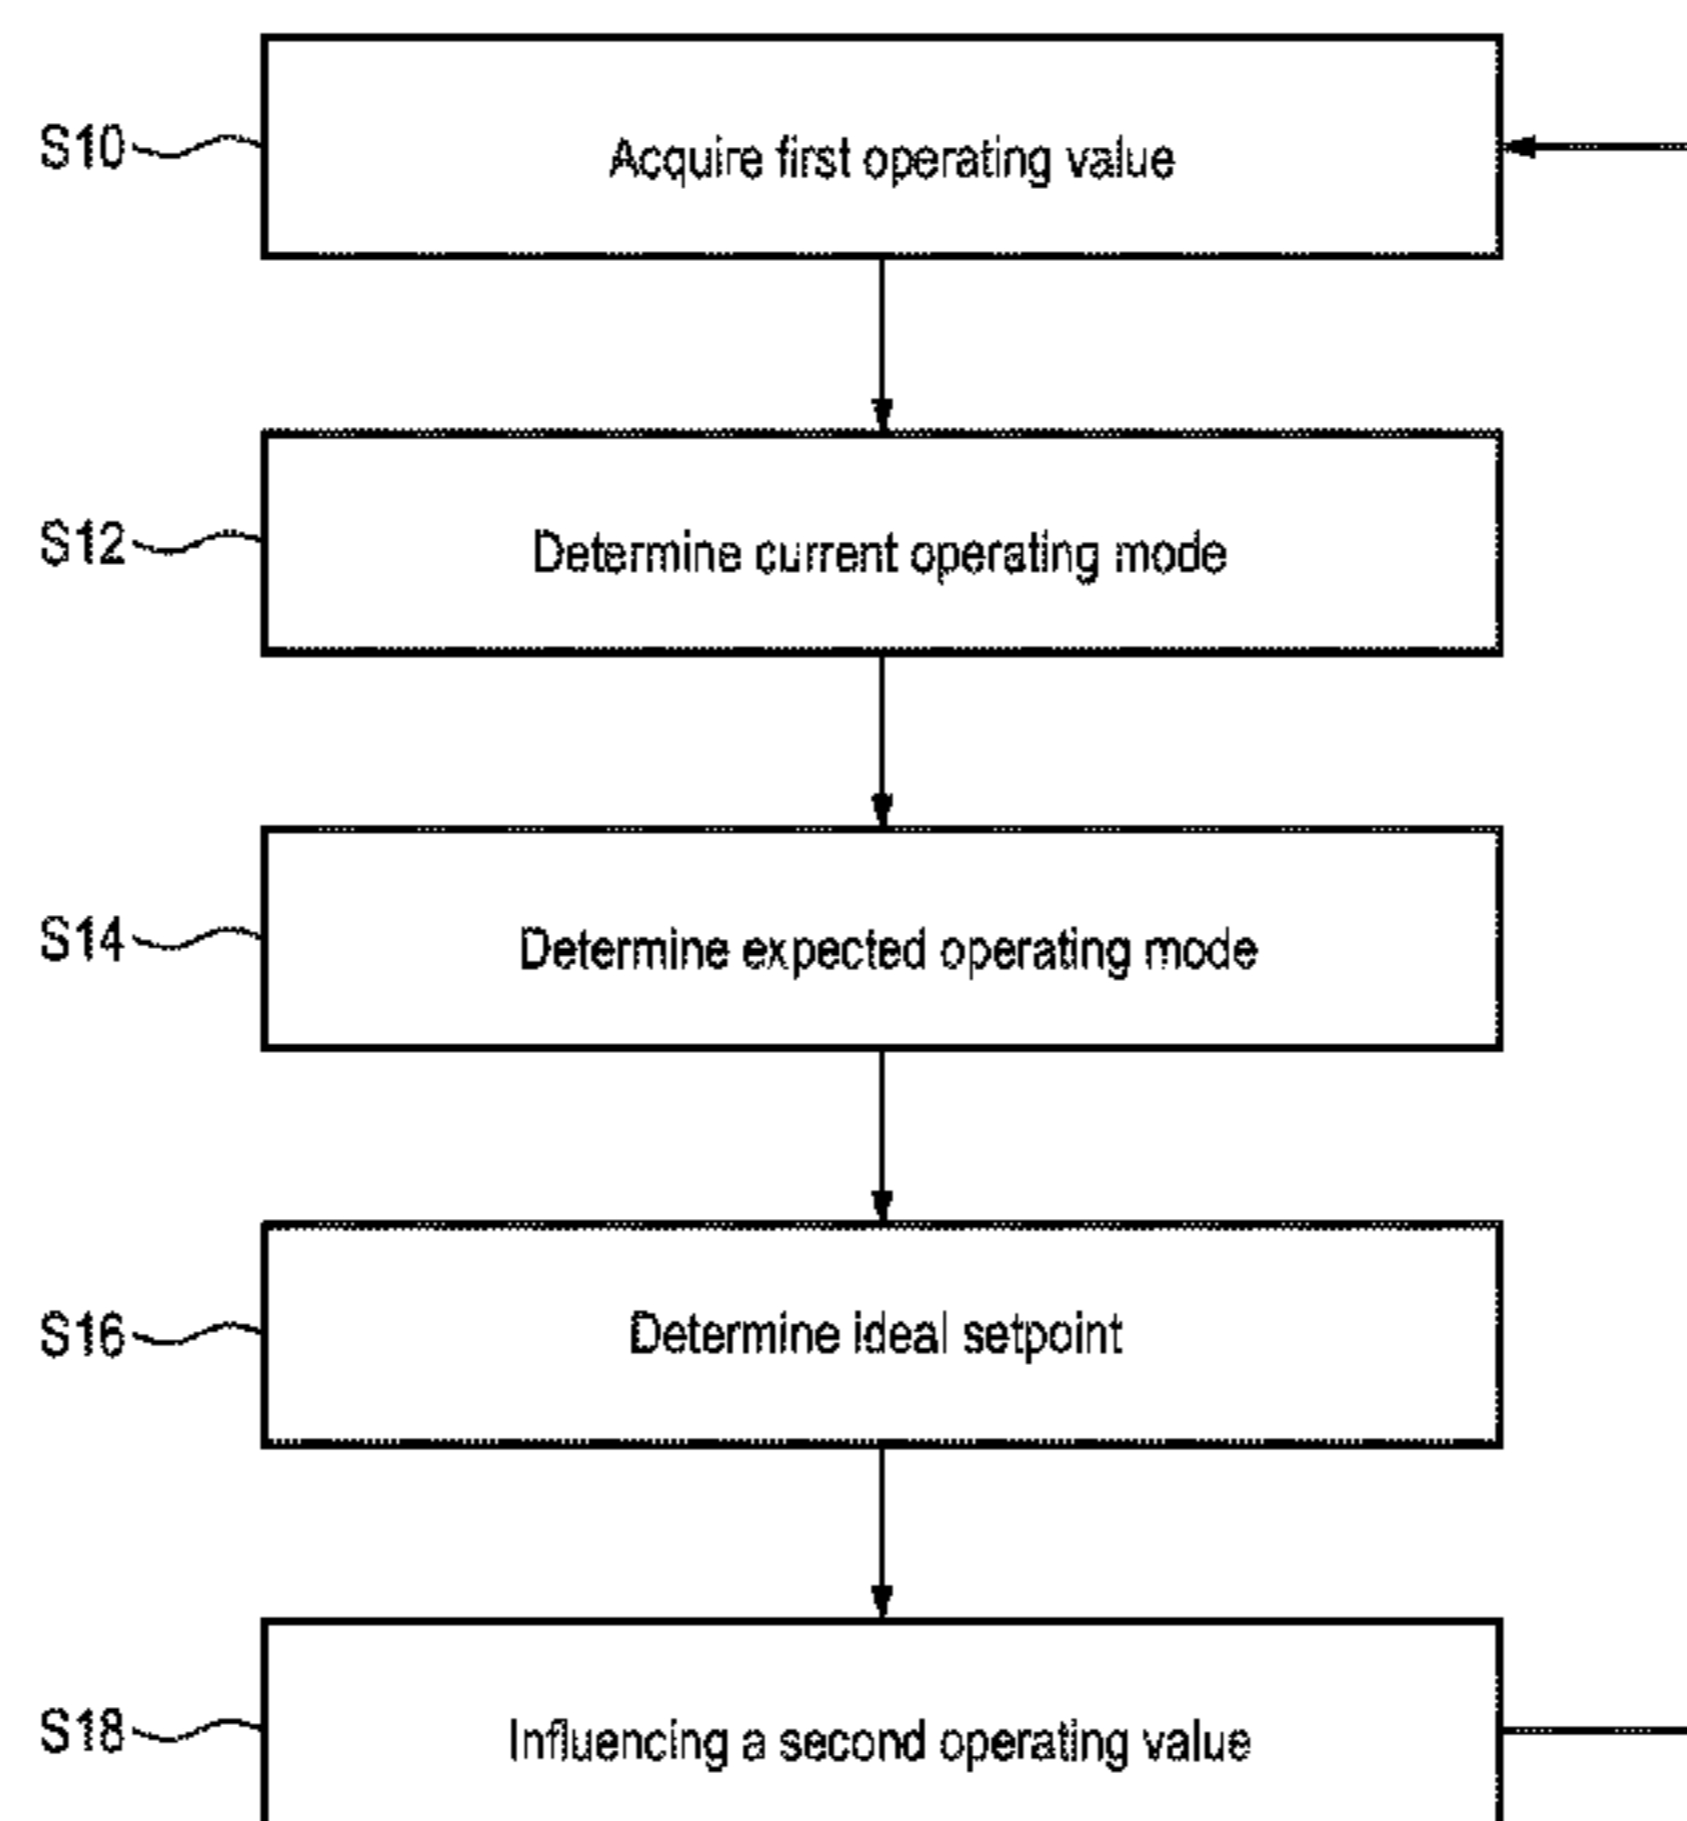 S10
Acquire first operating value
S12
Determine current operating mode
S14
Determine expected operating mode
S16
Determine ideal setpoint
S18
Influencing a second operating value